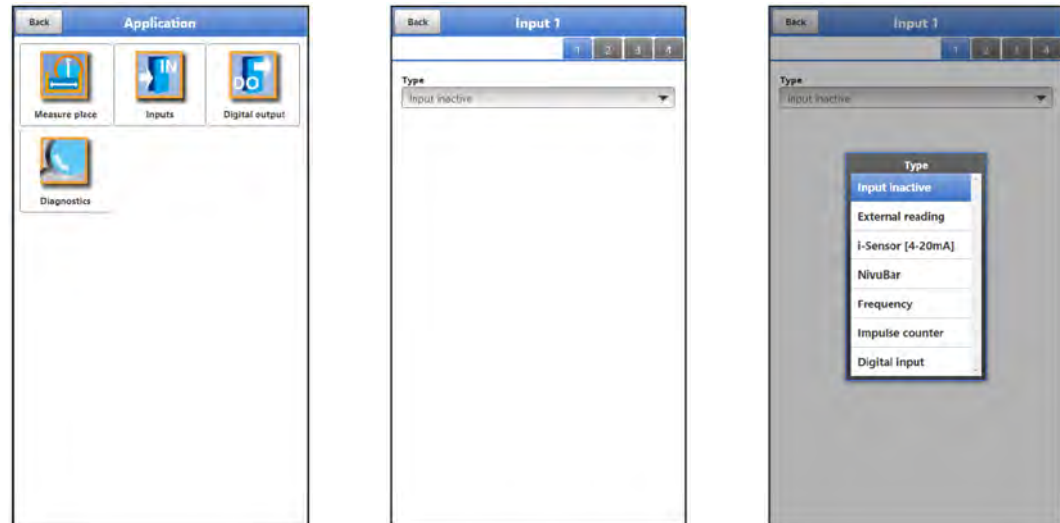 Back Application
IN
DO
Measure place Inputs Digital output
Diagnostics
Back Input 1
1 2 3 4
Type
Input inactive
Back Input 1
1 2 3 4
Type
Input inactive
Type
Input inactive
External reading
i-Sensor [4-20mA]
NivuBar
Frequency
Impulse counter
Digital input